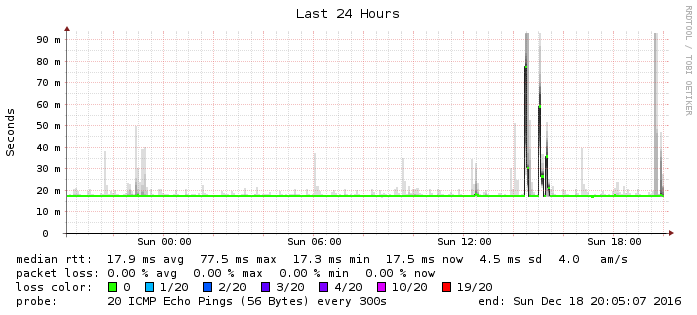 Last 24 Hours
RRDTOOL / TOBI OETIKER
Seconds
90 m
80 m
70 m
60 m
50 m
40 m
30 m
20 m
10 m
0
Sun 00:00 Sun 06:00 Sun 12:00 Sun 18:00
median rtt: 17.9 ms avg 77.5 ms max 17.3 ms min 17.5 ms now 4.5 ms sd 4.0 am/s
packet loss: 0.00 % avg 0.00 % max 0.00 % min 0.00 % now
loss color: 0 1/20 2/20 3/20 4/20 10/20 19/20
probe: 20 ICMP Echo Pings (56 Bytes) every 300s end: Sun Dec 18 20:05:07 2016